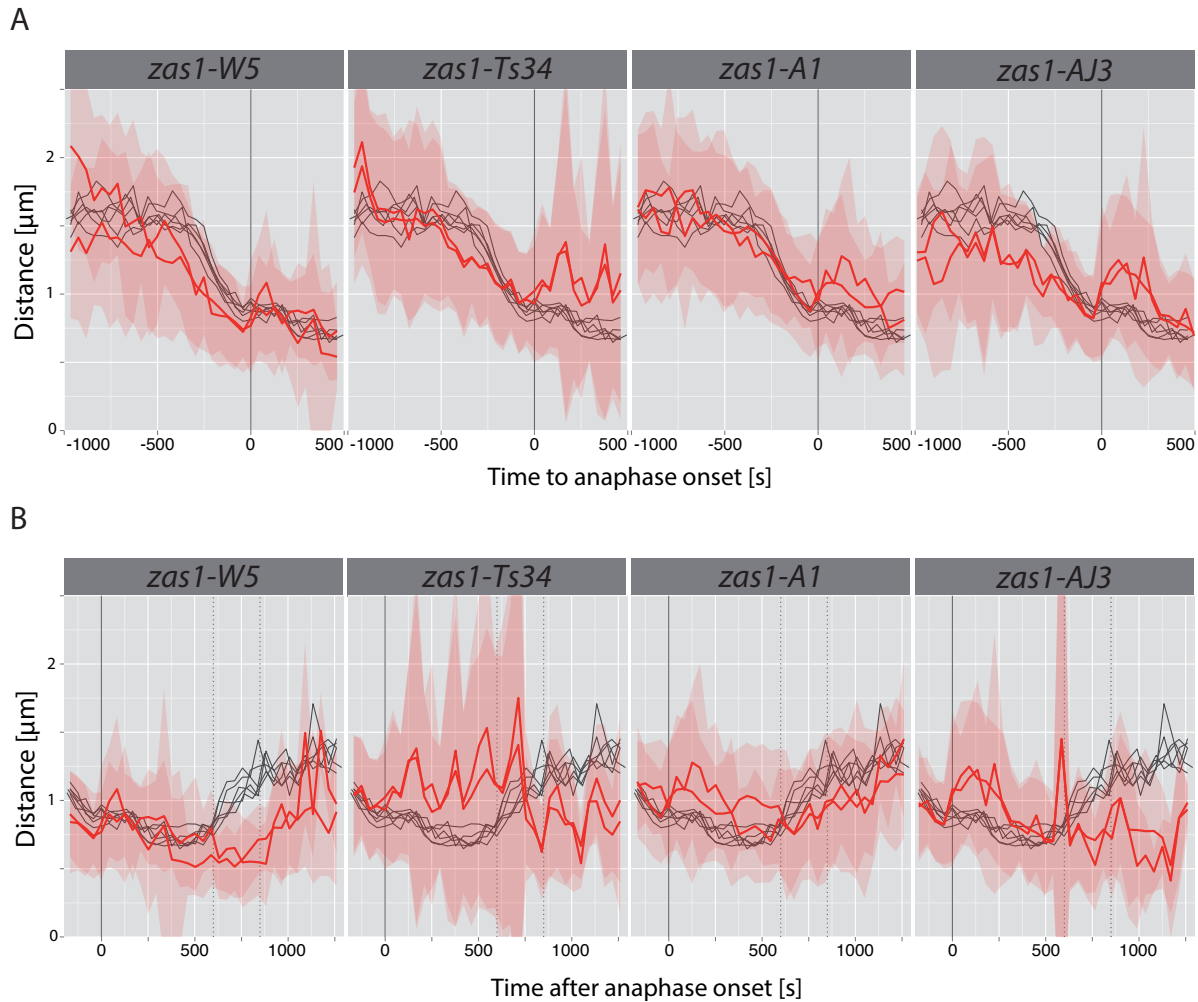 A
zas1-W5 zas1-Ts34 zas1-A1 zas1-AJ3
2
1
0
Distance [µm]
-1000 -500 0 500 -1000 -500 0 500 -1000 -500 0 500 -1000 -500 0 500
Time to anaphase onset [s]
B
zas1-W5 zas1-Ts34 zas1-A1 zas1-AJ3
2
1
0
Distance [µm]
0 500 1000 0 500 1000 0 500 1000 0 500 1000
Time after anaphase onset [s]